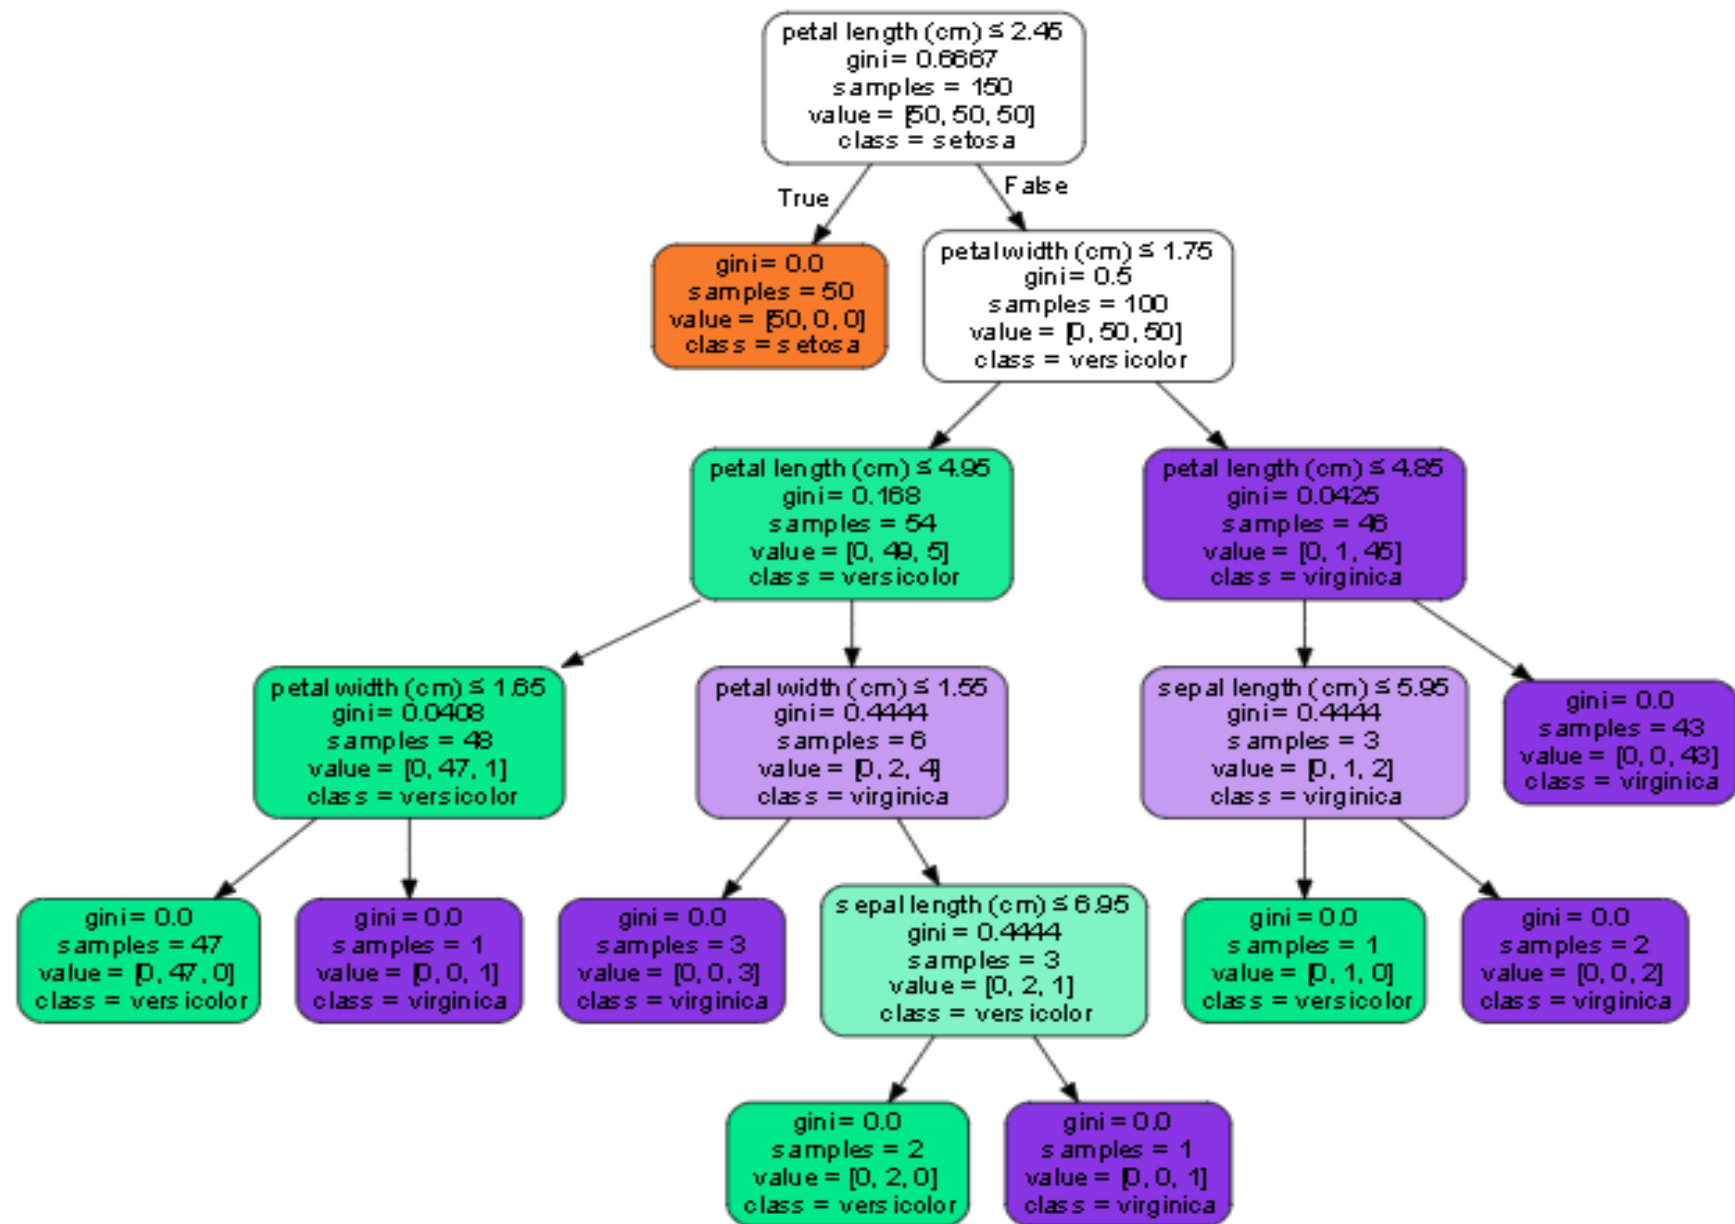 petal length (cm) ≤ 2.45
gini = 0.6667
samples = 150
value = [50, 50, 50]
class = setosa
True
False
gini = 0.0
samples = 50
value = [50, 0, 0]
class = setosa
petal width (cm) ≤ 1.75
gini = 0.5
samples = 100
value = [0, 50, 50]
class = versicolor
petal length (cm) ≤ 4.95
gini = 0.168
samples = 54
value = [0, 49, 5]
class = versicolor
petal length (cm) ≤ 4.85
gini = 0.0425
samples = 46
value = [0, 1, 45]
class = virginica
petal width (cm) ≤ 1.65
gini = 0.0408
samples = 48
value = [0, 47, 1]
class = versicolor
petal width (cm) ≤ 1.55
gini = 0.4444
samples = 6
value = [0, 2, 4]
class = virginica
sepal length (cm) ≤ 5.95
gini = 0.4444
samples = 3
value = [0, 1, 2]
class = virginica
gini = 0.0
samples = 43
value = [0, 0, 43]
class = virginica
gini = 0.0
samples = 47
value = [0, 47, 0]
class = versicolor
gini = 0.0
samples = 1
value = [0, 0, 1]
class = virginica
gini = 0.0
samples = 3
value = [0, 0, 3]
class = virginica
sepal length (cm) ≤ 6.95
gini = 0.4444
samples = 3
value = [0, 2, 1]
class = versicolor
gini = 0.0
samples = 1
value = [0, 1, 0]
class = versicolor
gini = 0.0
samples = 2
value = [0, 0, 2]
class = virginica
gini = 0.0
samples = 2
value = [0, 2, 0]
class = versicolor
gini = 0.0
samples = 1
value = [0, 0, 1]
class = virginica